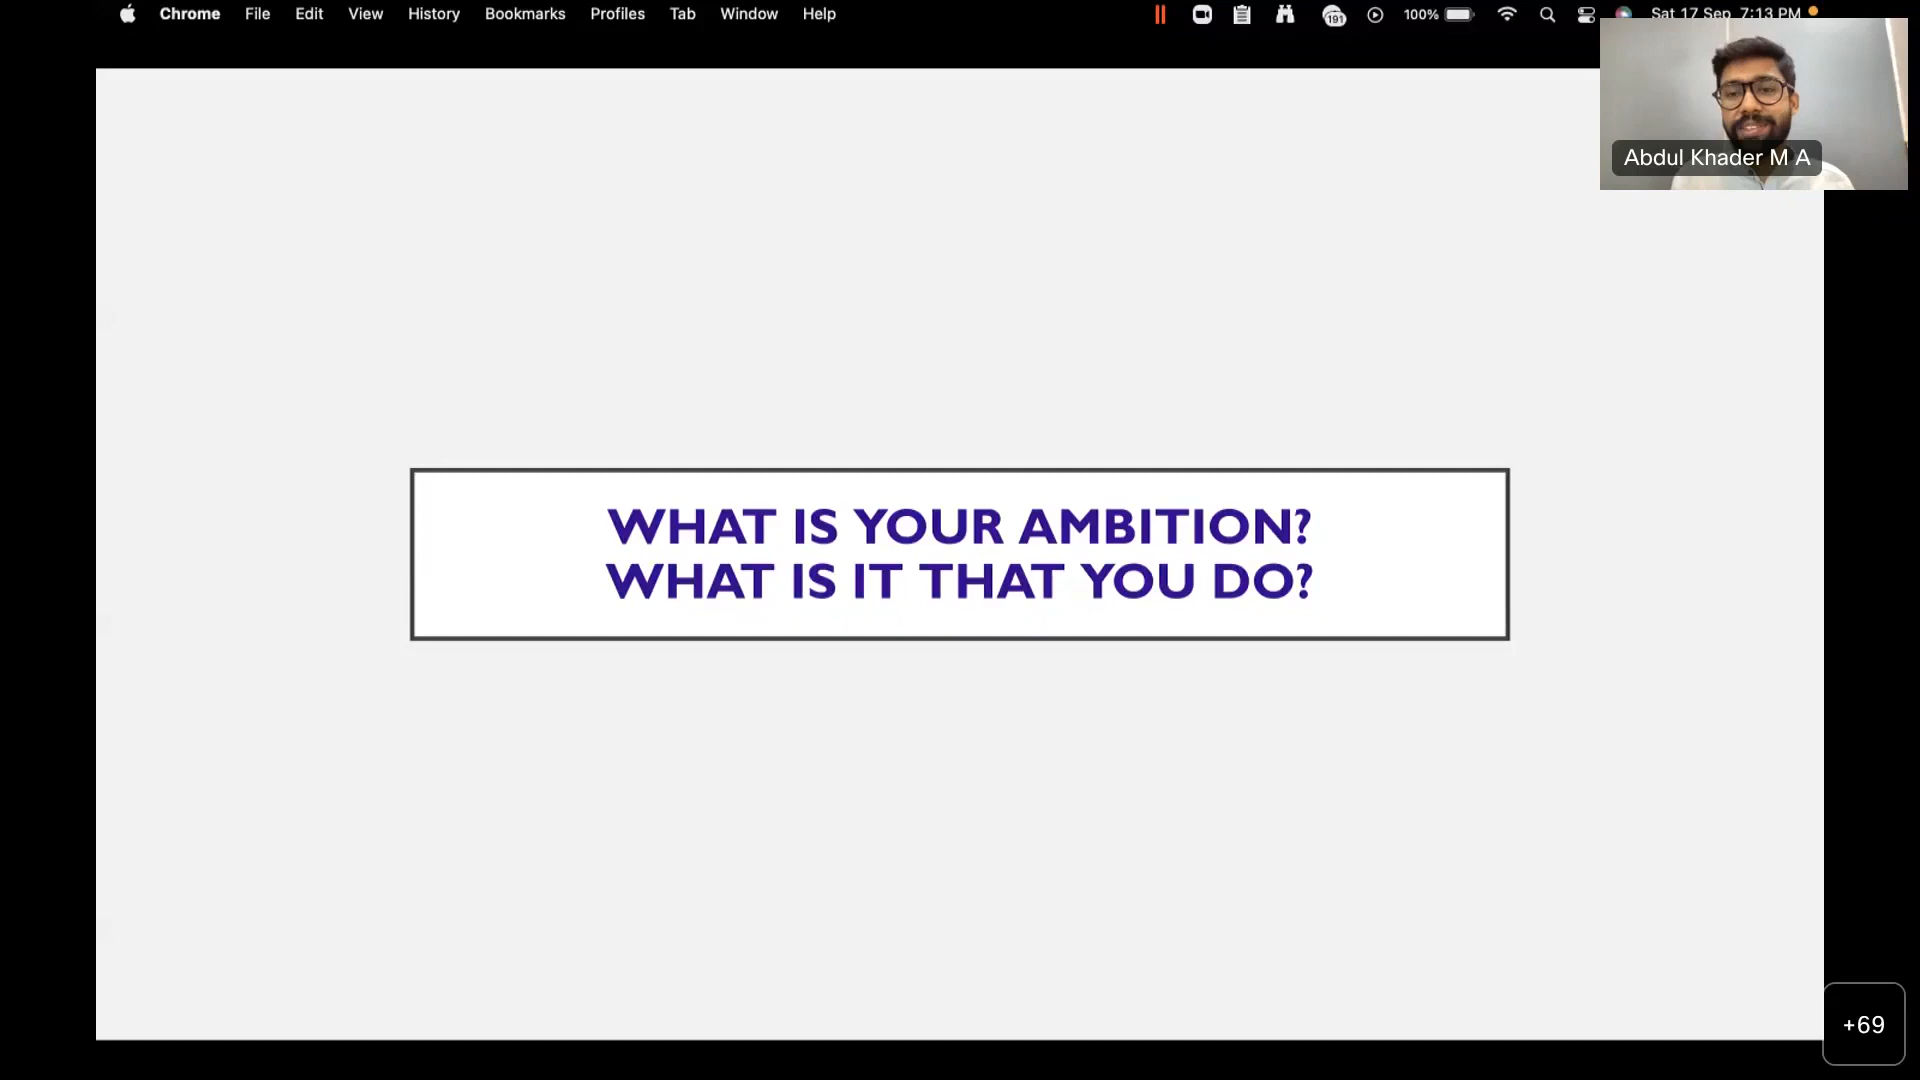 Chrome File Edit View History Bookmarks Profiles Tab Window Help 191 100% Sat 17 Sep 7:13 PM
Abdul Khader M A
WHAT IS YOUR AMBITION?
WHAT IS IT THAT YOU DO?
+69